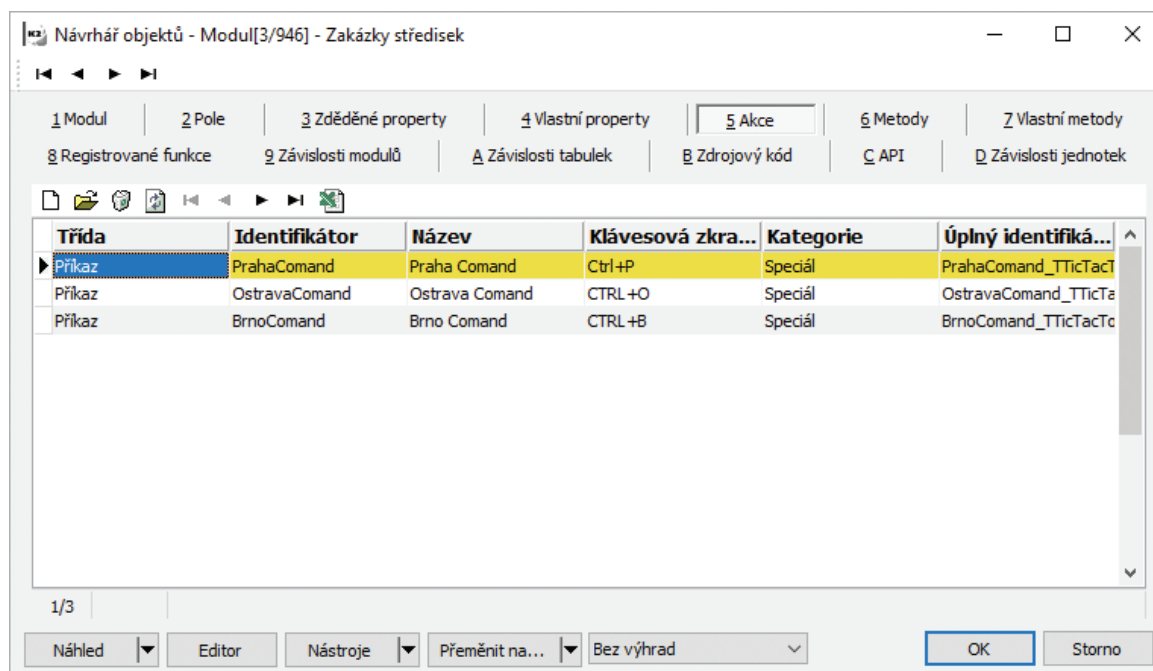 K2 Návrhář objektů - Modul[3/946] - Zakázky středisek
1 Modul 2 Pole 3 Zděděné property 4 Vlastní property 5 Akce 6 Metody 7 Vlastní metody
8 Registrované funkce 9 Závislosti modulů A Závislosti tabulek B Zdrojový kód C API D Závislosti jednotek
Třída Identifikátor Název Klávesová zkra... Kategorie Úplný identifiká...
Příkaz PrahaComand Praha Comand Ctrl+P Speciál PrahaComand_TTicTacT
Příkaz OstravaComand Ostrava Comand CTRL+O Speciál OstravaComand_TTicTa
Příkaz BrnoComand Brno Comand CTRL+B Speciál BrnoComand_TTicTacTo
1/3
Náhled Editor Nástroje Přeměnit na... Bez výhrad OK Storno